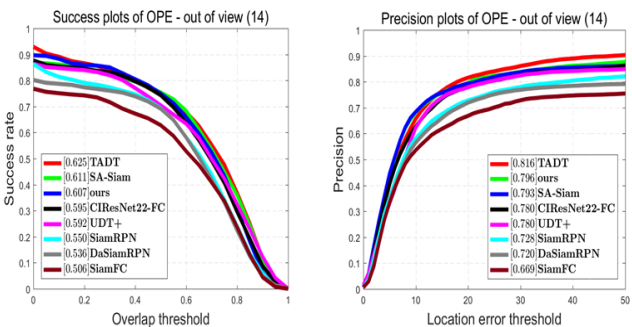 Success plots of OPE - out of view (14)
Success rate
1
0.9
0.8
0.7
0.6
0.5
0.4
0.3
0.2
0.1
0
[0.625] TADT
[0.611] SA-Siam
[0.607] ours
[0.595] CIResNet22-FC
[0.592] UDT+
[0.550] SiamRPN
[0.536] DaSiamRPN
[0.506] SiamFC
0 0.2 0.4 0.6 0.8 1
Overlap threshold
Precision plots of OPE - out of view (14)
Precision
1
0.9
0.8
0.7
0.6
0.5
0.4
0.3
0.2
0.1
0
[0.816] TADT
[0.796] ours
[0.793] SA-Siam
[0.780] CIResNet22-FC
[0.780] UDT+
[0.728] SiamRPN
[0.720] DaSiamRPN
[0.669] SiamFC
0 10 20 30 40 50
Location error threshold